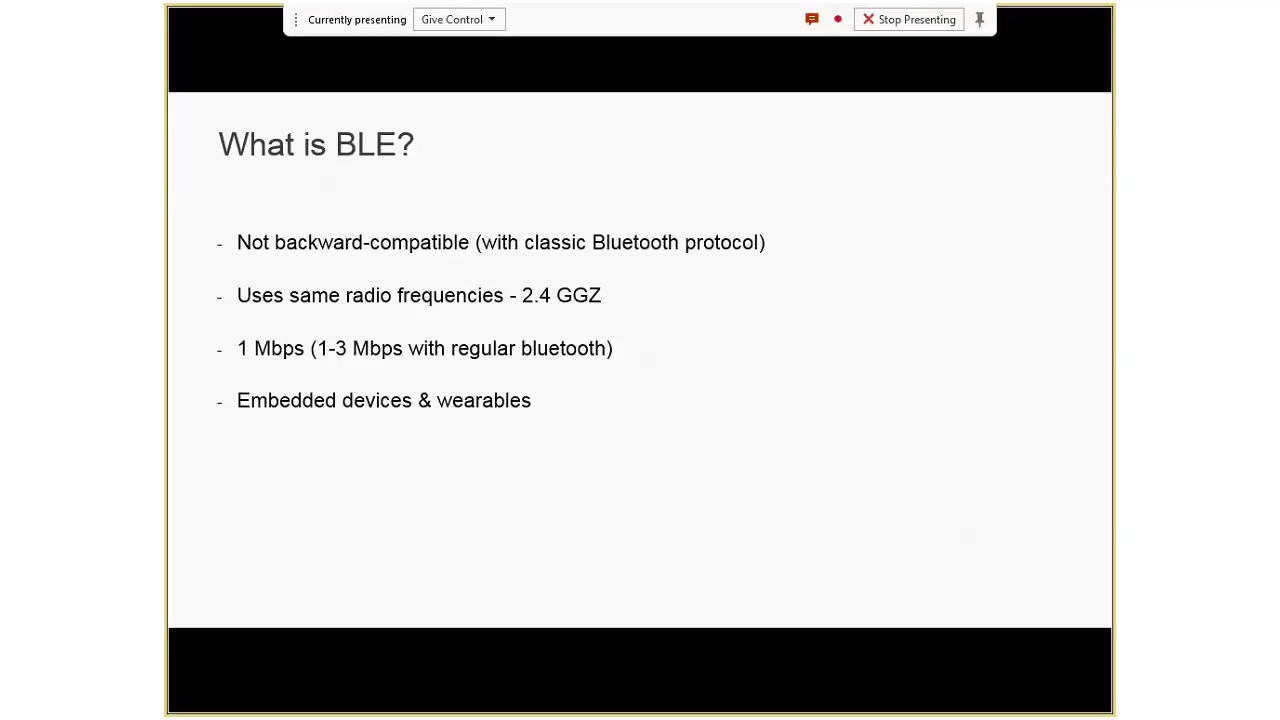 Currently presenting
Give Control
Stop Presenting
What is BLE?
- Not backward-compatible (with classic Bluetooth protocol)
- Uses same radio frequencies - 2.4 GGZ
- 1 Mbps (1-3 Mbps with regular bluetooth)
- Embedded devices & wearables